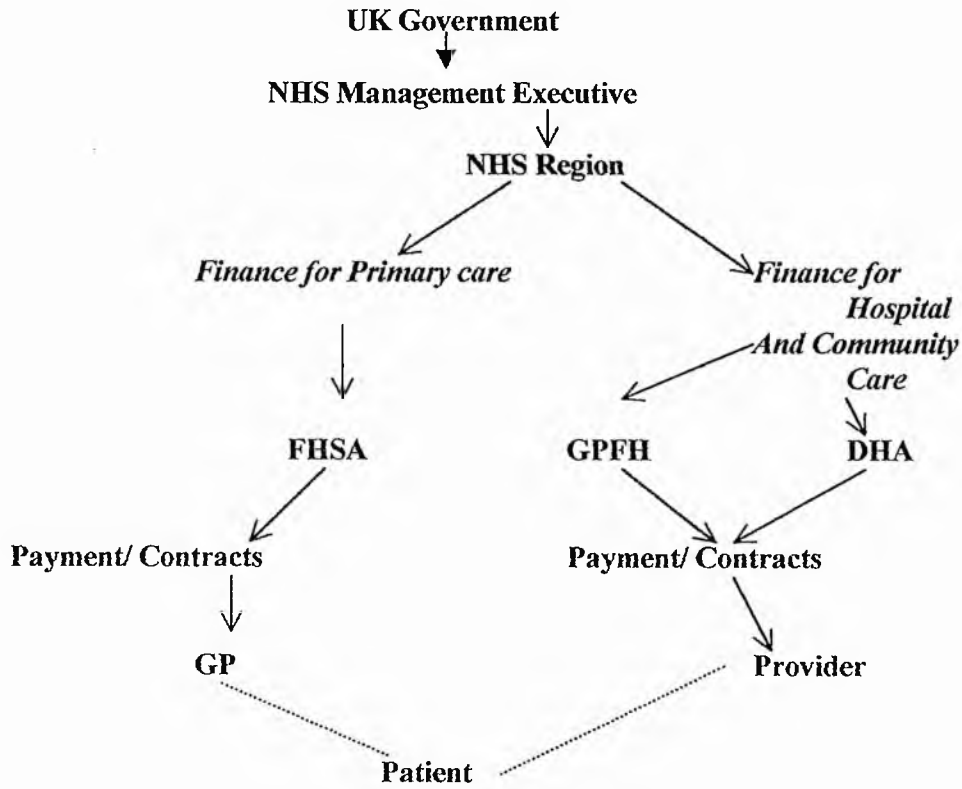 UK Government
NHS Management Executive
NHS Region
Finance for Primary care
Finance for
Hospital
And Community
Care
FHSA
GPFH
DHA
Payment/ Contracts
Payment/ Contracts
GP
Provider
Patient